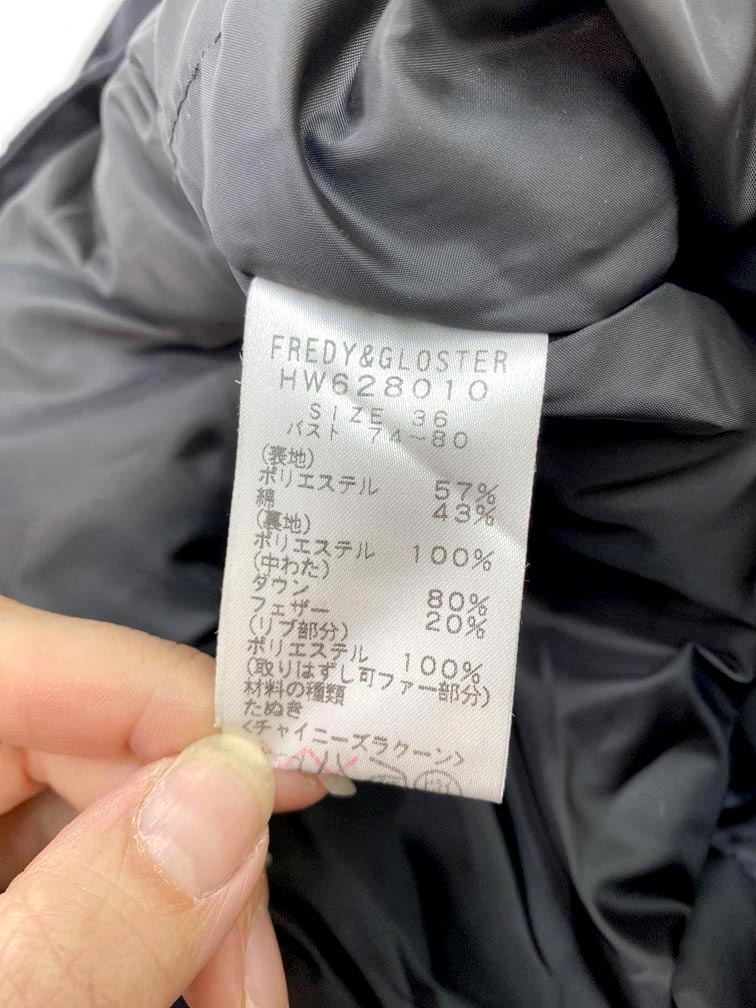 FREDY&GLOSTER
HW628010
SIZE 36
バスト 74~80
(表地)
ポリエステル 57%
綿 43%
(裏地)
ポリエステル 100%
(中わた)
ダウン 80%
フェザー 20%
(リブ部分)
ポリエステル 100%
(取りはずし可ファー部分)
材料の種類
たぬき
<チャイニーズラクーン>